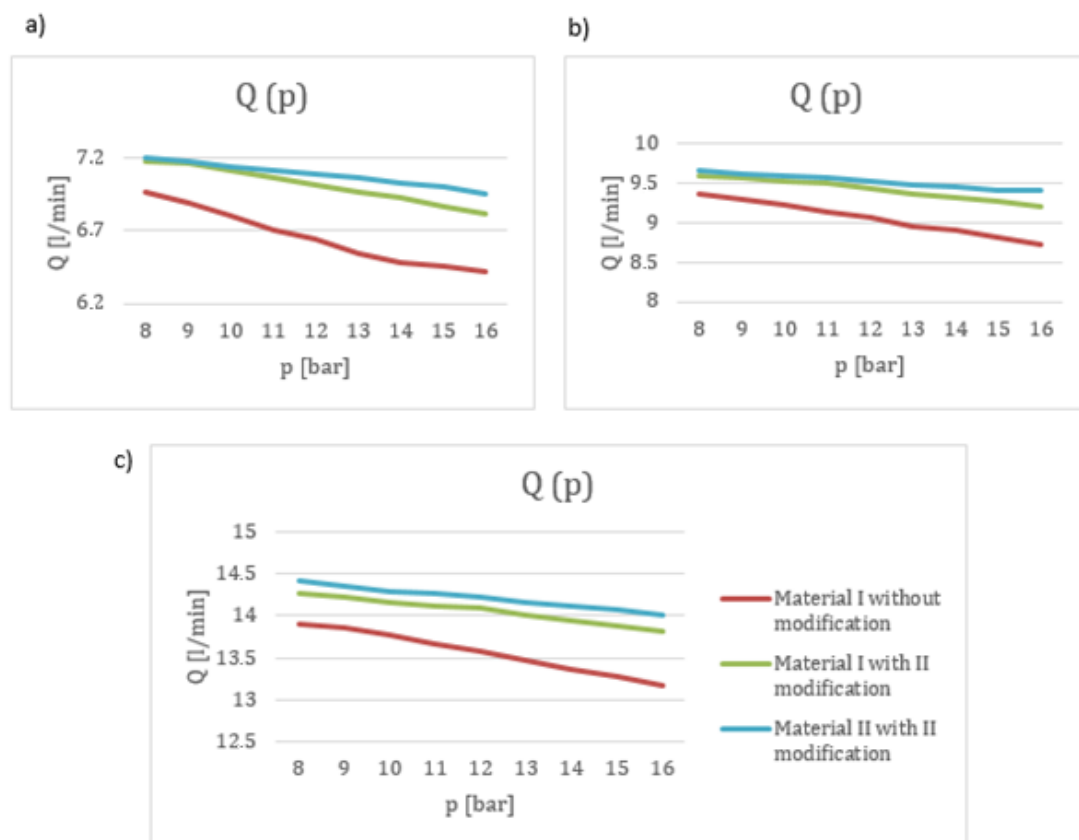 a)
Q (p)
Q [l/min]
7.2
6.7
6.2
8 9 10 11 12 13 14 15 16
p [bar]
b)
Q (p)
Q [l/min]
10
9.5
9
8.5
8
8 9 10 11 12 13 14 15 16
p [bar]
c)
Q (p)
Q [l/min]
15
14.5
14
13.5
13
12.5
8 9 10 11 12 13 14 15 16
p [bar]
Material I without
modification
Material I with II
modification
Material II with II
modification